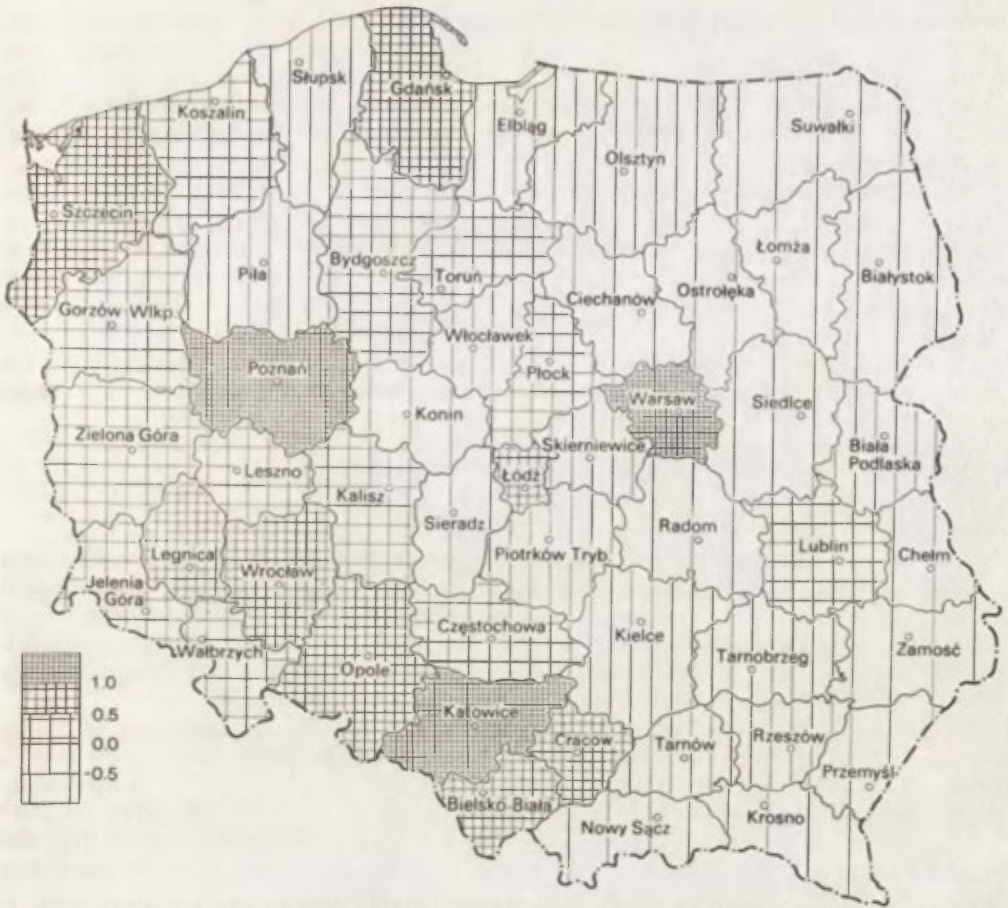 Słupsk
Gdańsk
Koszalin
Elbląg
Suwałki
Olsztyn
Szczecin
Łomża
Bydgoszcz
Piła
Toruń
Ciechanów
Ostrołęka
Białystok
Gorzów Wlkp.
Włocławek
Płock
Poznań
Warsaw
Konin
Siedlce
Zielona Góra
Skierniewice
Biała
Podlaska
Leszno
Kalisz
Łódź
Sieradz
Radom
Legnica
Wrocław
Piotrków Tryb.
Lublin
Chełm
Jelenia
Góra
Częstochowa
Kielce
Wałbrzych
Opole
Tarnobrzeg
Zamość
1.0
0.5
0.0
-0.5
Katowice
Cracow
Tarnów
Rzeszów
Przemyśl
Bielsko-Biała
Nowy Sącz
Krosno